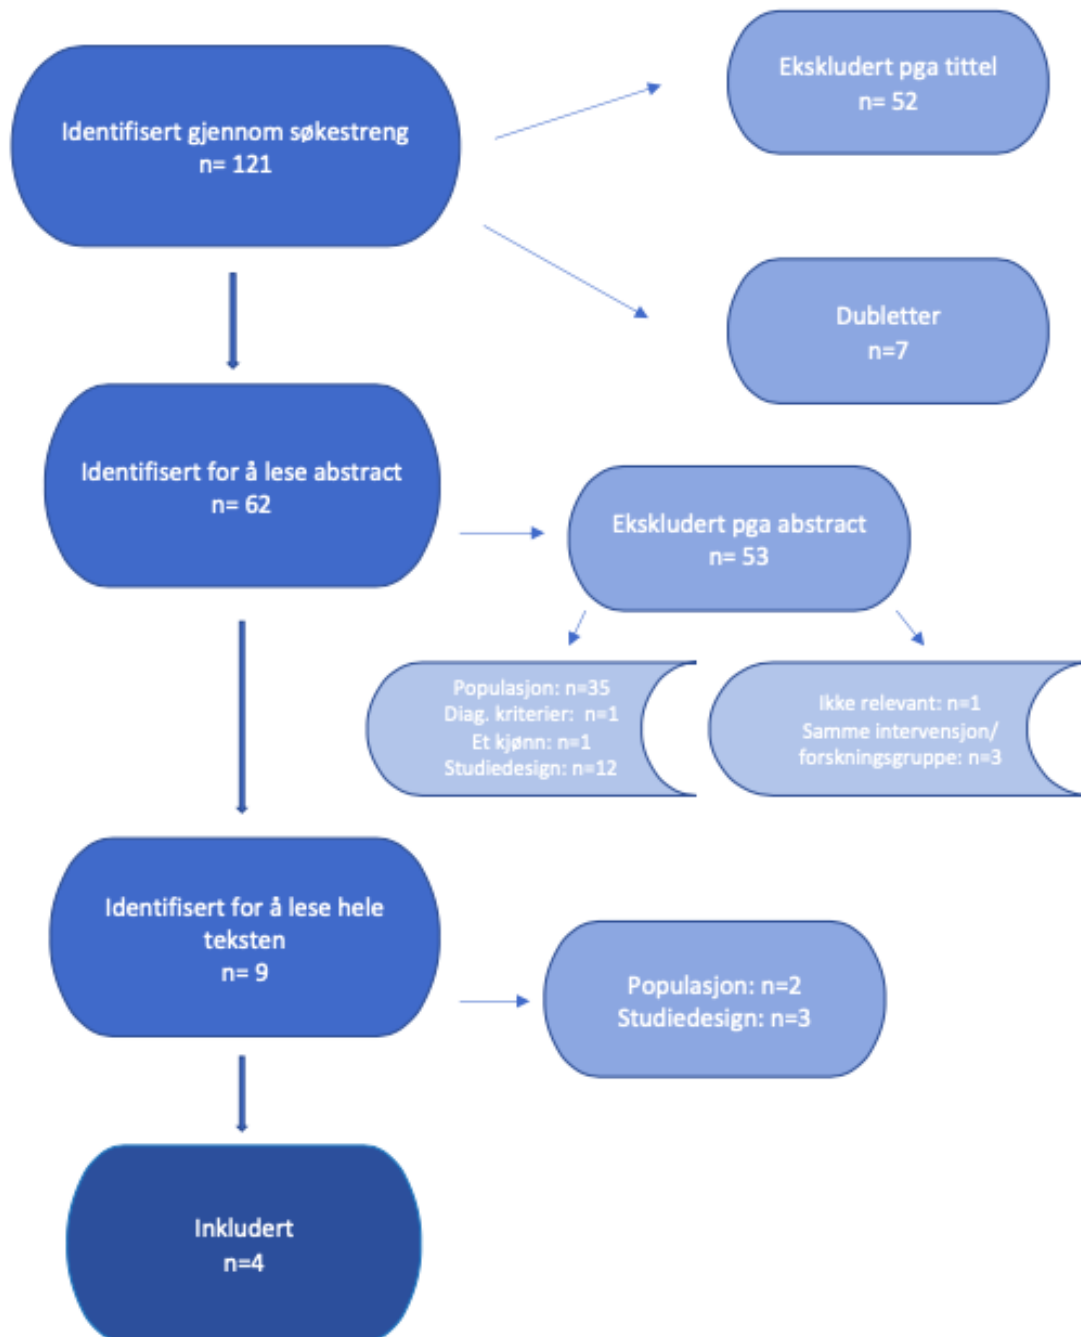 Identifisert gjennom søkestreng
n= 121
Ekskludert pga tittel
n= 52
Dubletter
n=7
Identifisert for å lese abstract
n= 62
Ekskludert pga abstract
n= 53
Populasjon: n=35
Diag. kriterier:  n=1
Et kjønn: n=1
Studiedesign: n=12
Ikke relevant: n=1
Samme intervensjon/
forskningsgruppe: n=3
Identifisert for å lese hele
teksten
n= 9
Populasjon: n=2
Studiedesign: n=3
Inkludert
n=4